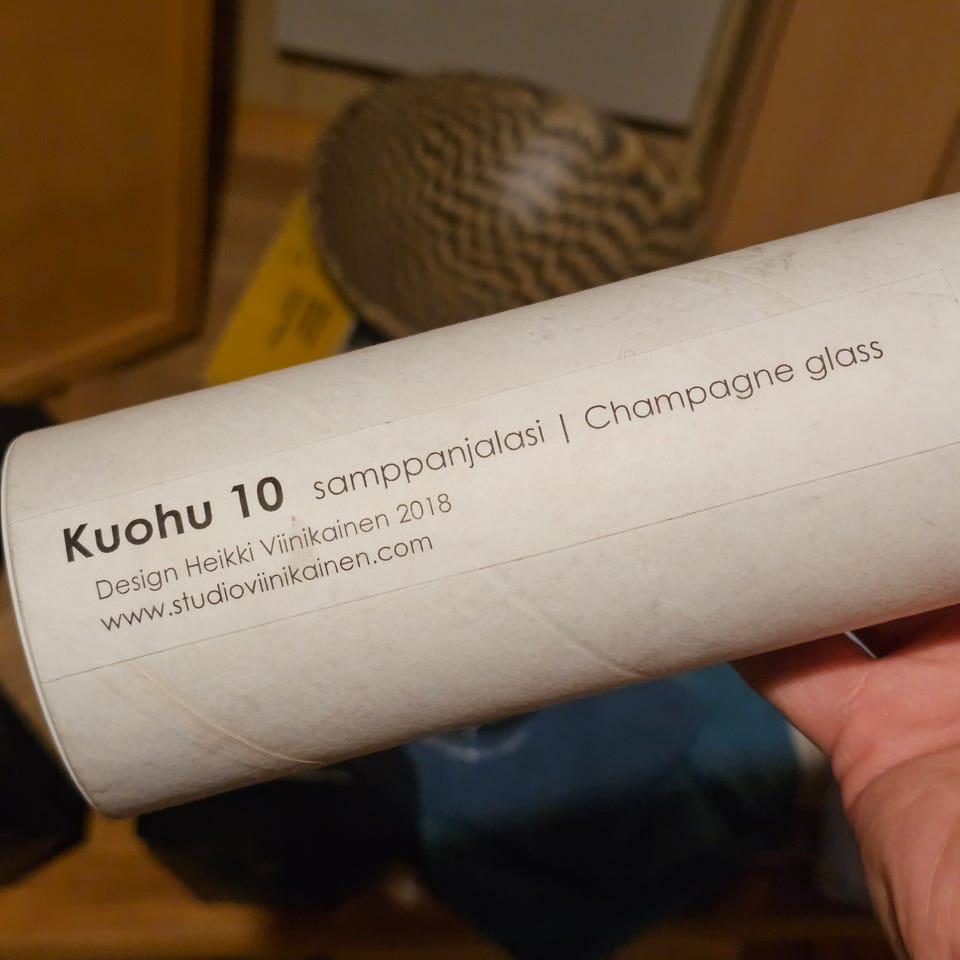 Kuohu 10 samppanjalasi | Champagne glass
Design Heikki Viinikainen 2018
www.studioviinikainen.com